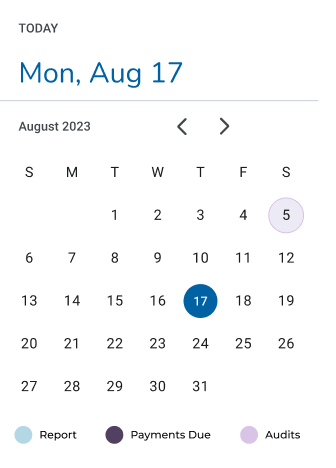 TODAY
Mon, Aug 17
August 2023
S M T W T F S
1 2 3 4 5
6 7 8 9 10 11 12
13 14 15 16 17 18 19
20 21 22 23 24 25 26
27 28 29 30 31
Report Payments Due Audits